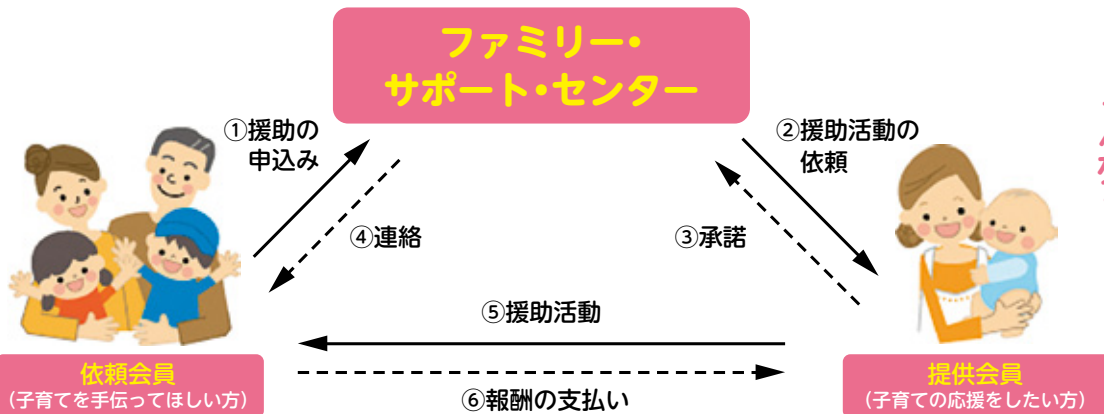 ファミリー・
サポート・センター
①援助の
申込み
②援助活動の
依頼
④連絡
③承諾
⑤援助活動
⑥報酬の支払い
依頼会員
(子育てを手伝ってほしい方)
提供会員
(子育ての応援をしたい方)